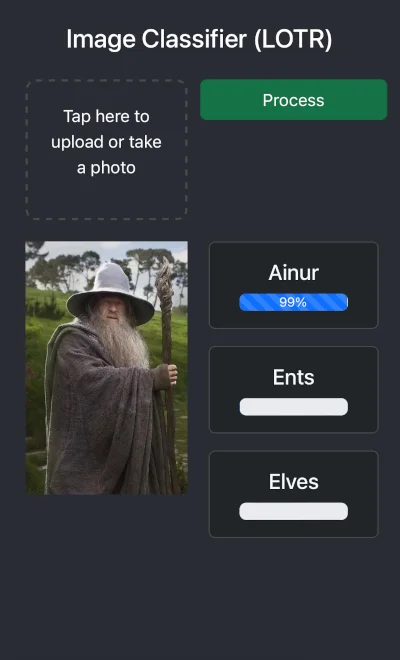 Image Classifier (LOTR)
Tap here to
upload or take
a photo
Process
Ainur
99%
Ents
Elves